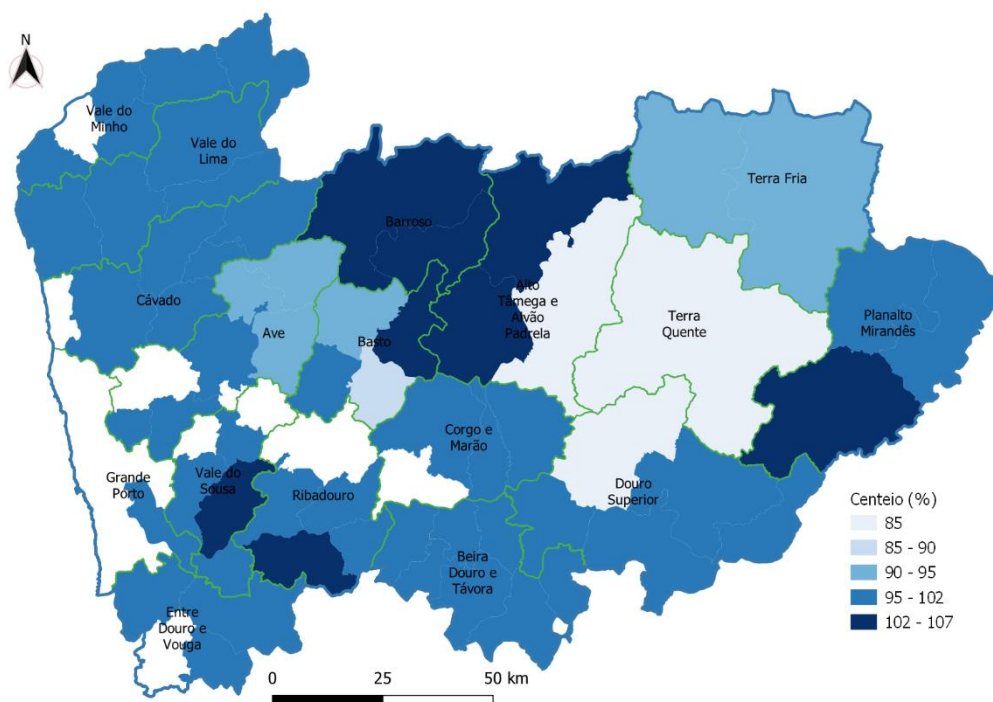 N
Vale do
Minho
Vale do
Lima
Terra Fria
Barroso
Cávado
Ave
Basto
Alto
Tâmega e
Alvão
Padrela
Terra
Quente
Planalto
Mirandês
Corgo e
Marão
Grande
Porto
Vale do
Sousa
Ribadouro
Douro
Superior
Beira
Douro e
Távora
Entre
Douro e
Vouga
Centeio (%)
85
85 - 90
90 - 95
95 - 102
102 - 107
0 25 50 km